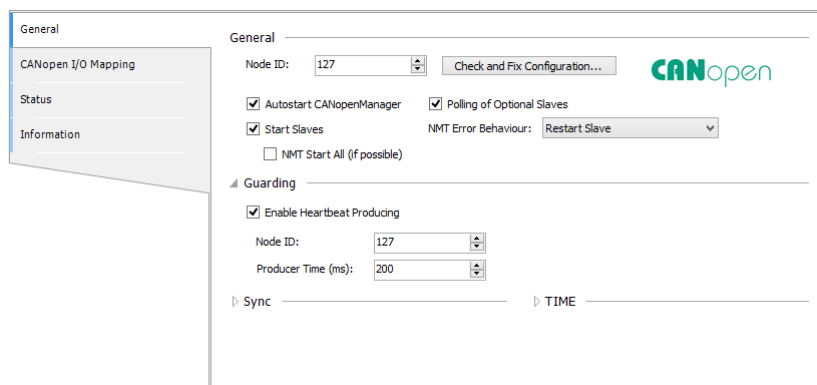 General
CANopen I/O Mapping
Status
Information
General
Node ID: 127 Check and Fix Configuration... CANopen
Autostart CANopenManager Polling of Optional Slaves
Start Slaves NMT Error Behaviour: Restart Slave
NMT Start All (if possible)
Guarding
Enable Heartbeat Producing
Node ID: 127
Producer Time (ms): 200
Sync TIME